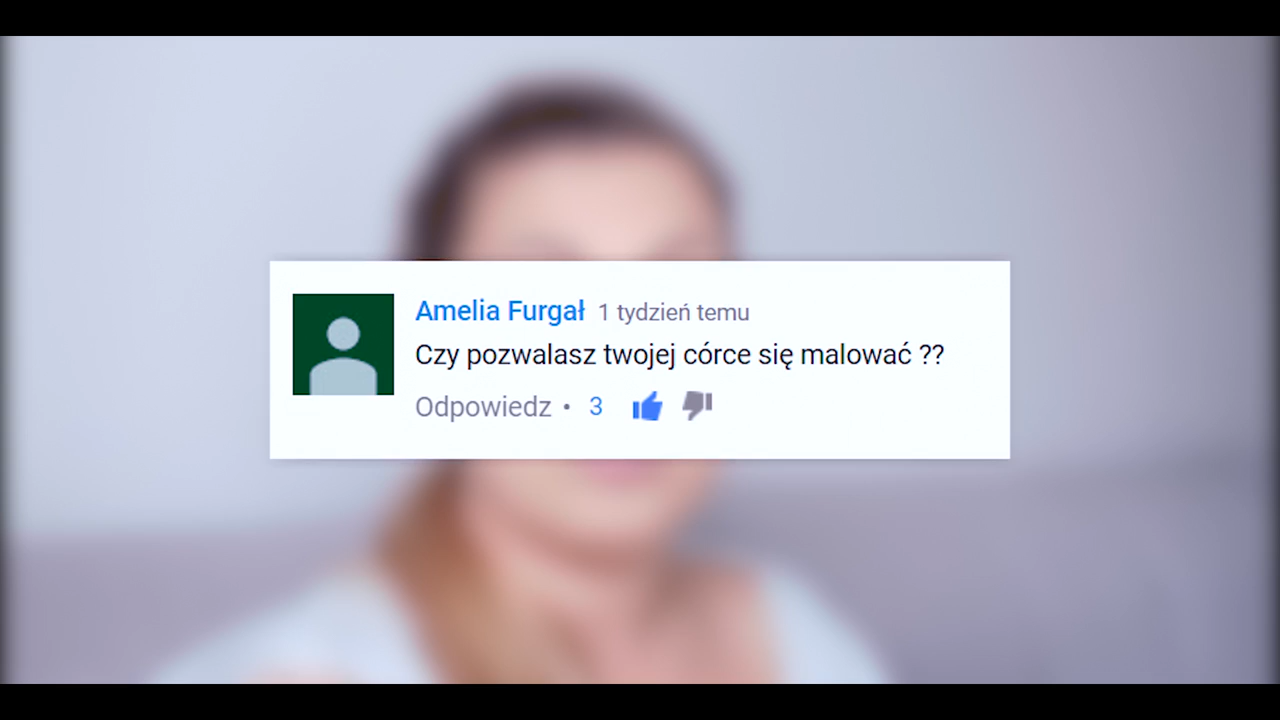 Amelia Furgał 1 tydzień temu
Czy pozwalasz twojej córce się malować ??
Odpowiedz • 3